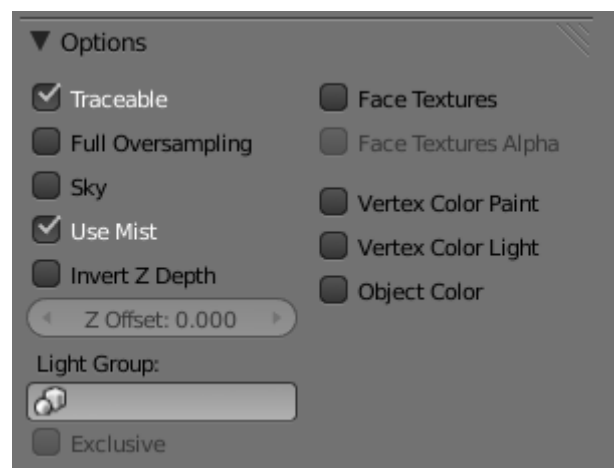 Options
Traceable
Full Oversampling
Sky
Use Mist
Invert Z Depth
Z Offset: 0.000
Light Group:
Exclusive
Face Textures
Face Textures Alpha
Vertex Color Paint
Vertex Color Light
Object Color